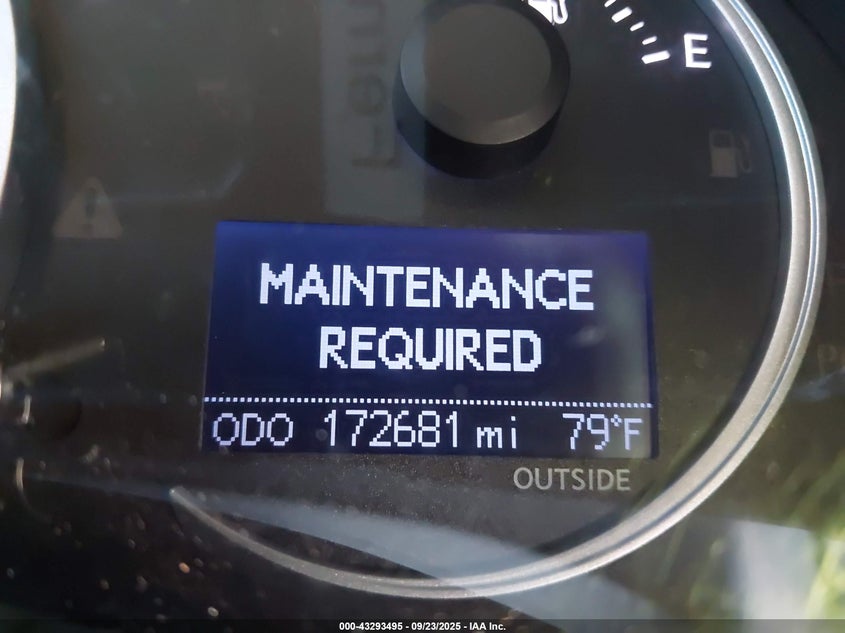 E
MAINTENANCE
REQUIRED
ODO 172681 mi 79°F
OUTSIDE
000-43293495 - 09/23/2025 - IAA Inc.